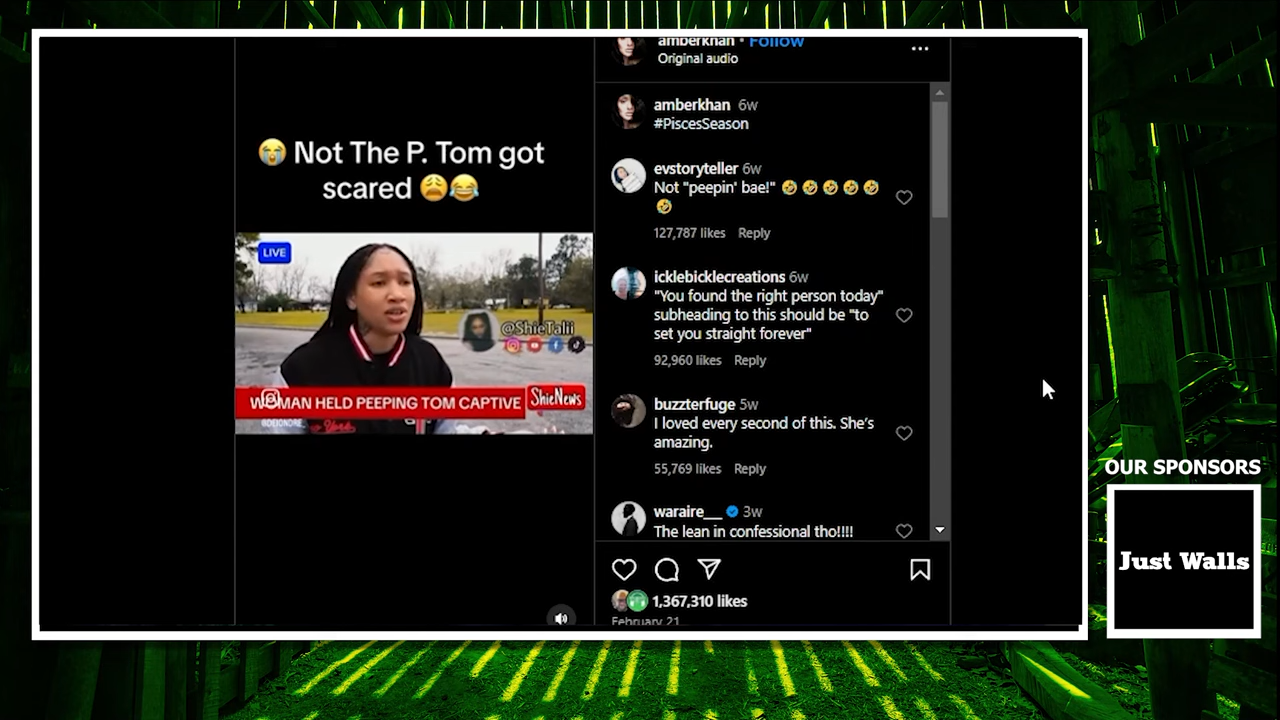 amberkhan • Follow
Original audio
amberkhan 6w
#PiscesSeason
😭 Not The P. Tom got
scared 😩😂
LIVE
@ShieTalii
WOMAN HELD PEEPING TOM CAPTIVE
ShieNews
@DEIONDRE_
New York
evstoryteller 6w
Not "peepin' bae!" 🤣 🤣 🤣 🤣 🤣
🤣
127,787 likes Reply
icklebicklecreations 6w
"You found the right person today"
subheading to this should be "to
set you straight forever"
92,960 likes Reply
buzzterfuge 5w
I loved every second of this. She’s
amazing.
55,769 likes Reply
waraire__ 3w
The lean in confessional tho!!!!
1,367,310 likes
February 21
OUR SPONSORS
Just Walls